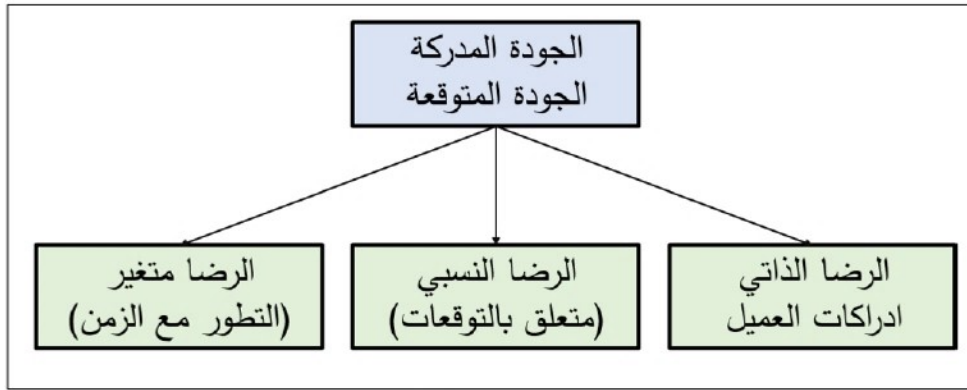 الجودة المدركة
الجودة المتوقعة
الرضا الذاتي
ادراكات العميل
الرضا النسبي
(متعلق بالتوقعات)
الرضا متغير
(التطور مع الزمن)